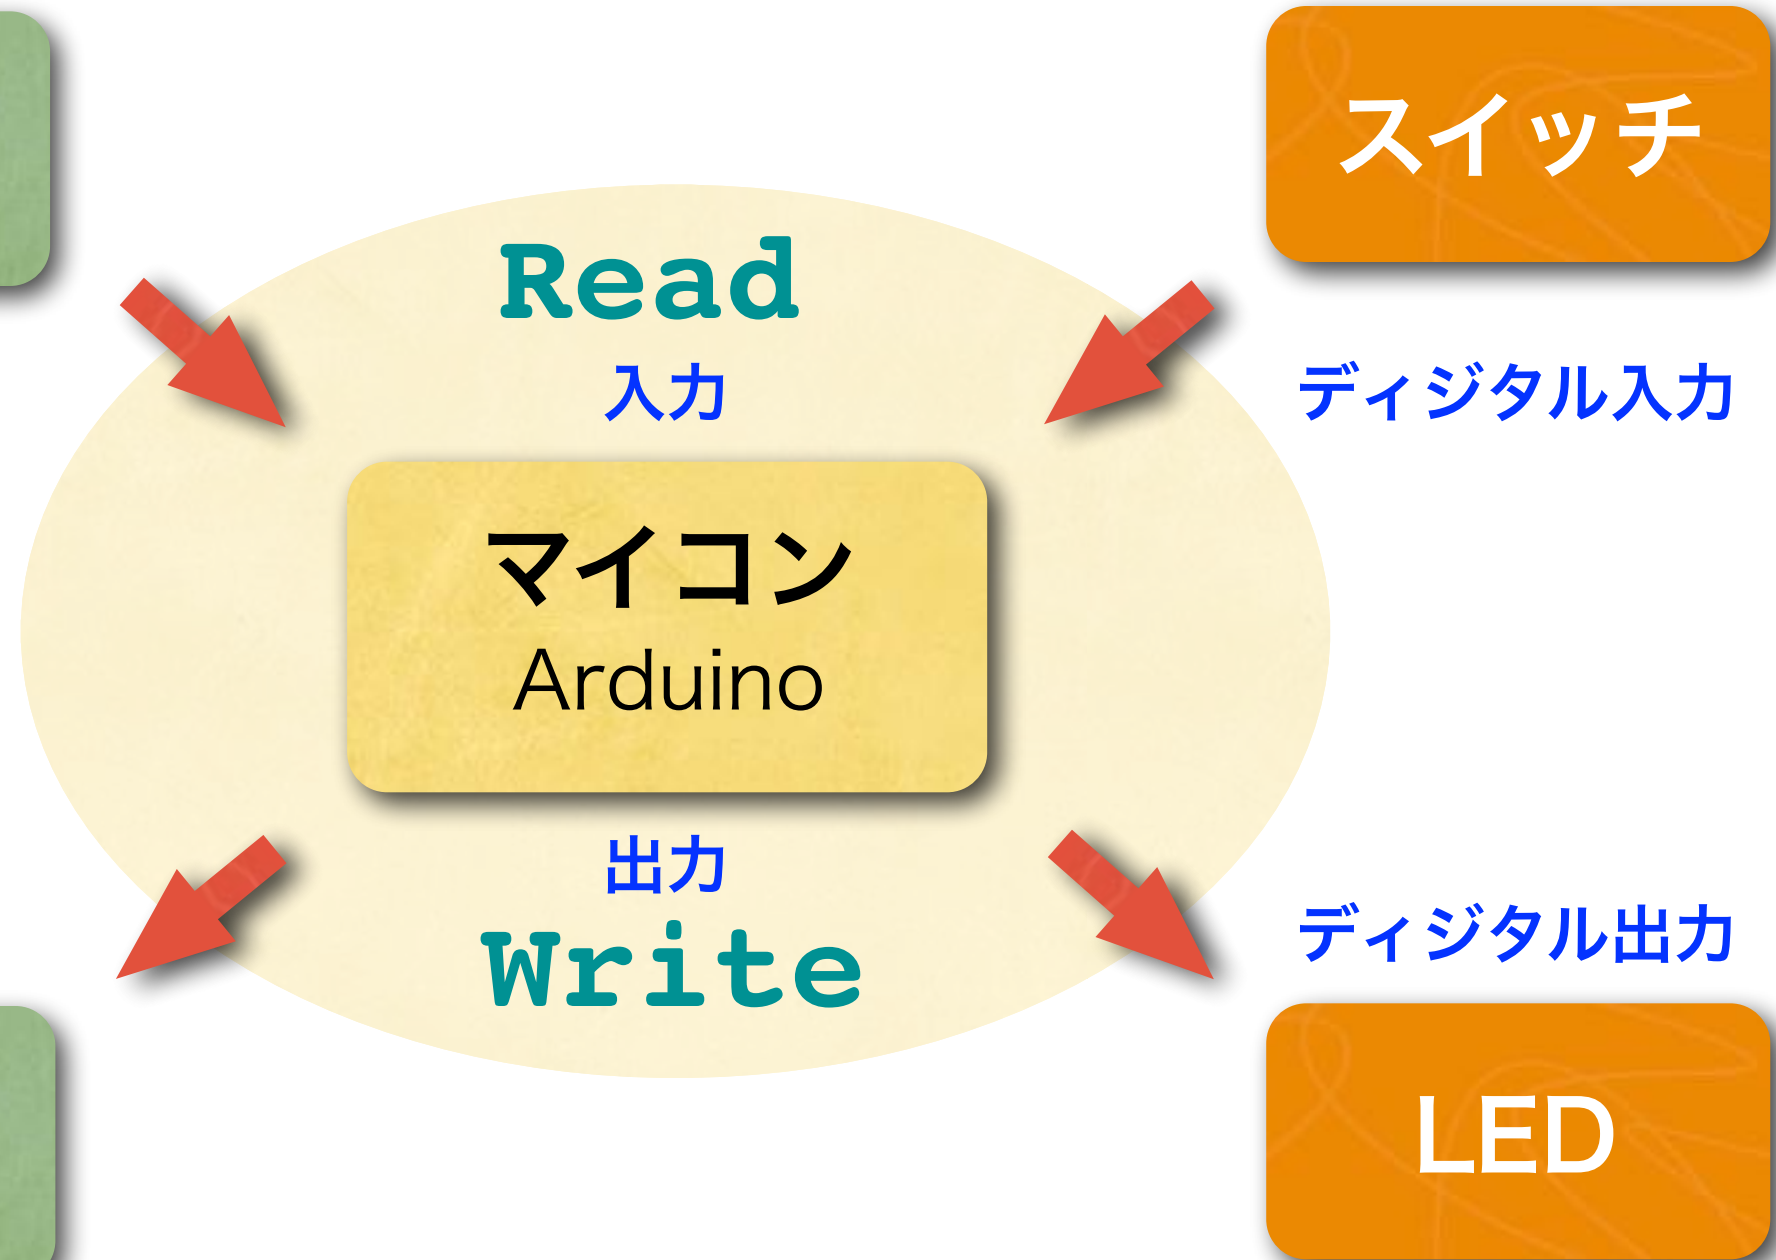 スイッチ
Read
入力
ディジタル入力
マイコン
Arduino
出力
ディジタル出力
Write
LED